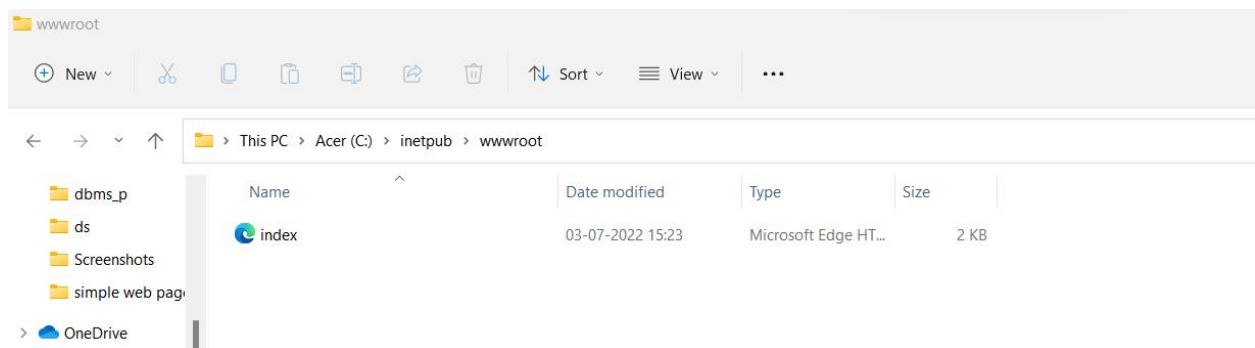 wwwroot
New Sort View
This PC > Acer (C:) > inetpub > wwwroot
Name Date modified Type Size
dbms_p
index 03-07-2022 15:23 Microsoft Edge HT... 2 KB
ds
Screenshots
simple web pag
OneDrive